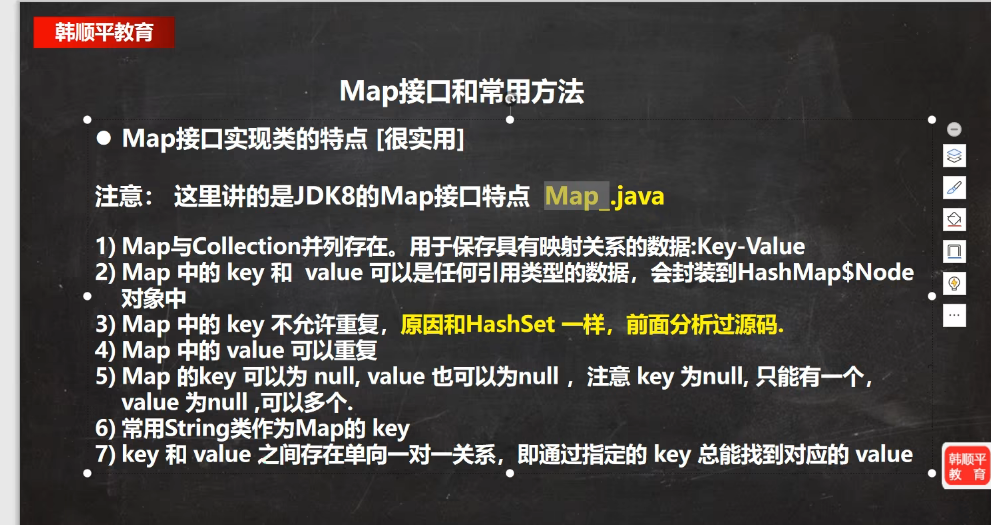 韩顺平教育
Map接口和常用方法
● Map接口实现类的特点 [很实用]
注意： 这里讲的是JDK8的Map接口特点 Map_.java
1) Map与Collection并列存在。用于保存具有映射关系的数据:Key-Value
2) Map 中的 key 和 value 可以是任何引用类型的数据，会封装到HashMap$Node
对象中
3) Map 中的 key 不允许重复，原因和HashSet 一样，前面分析过源码.
4) Map 中的 value 可以重复
5) Map 的key 可以为 null, value 也可以为null ，注意 key 为null, 只能有一个，
value 为null ,可以多个.
6) 常用String类作为Map的 key
7) key 和 value 之间存在单向一对一关系，即通过指定的 key 总能找到对应的 value
韩顺平
教 育